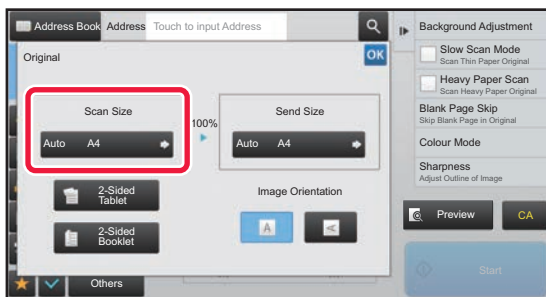 Address Book Address Touch to input Address
Original
OK
Scan Size
Auto A4
100%
Send Size
Auto A4
2-Sided
Tablet
2-Sided
Booklet
Image Orientation
A
A
Others
Background Adjustment
Slow Scan Mode
Scan Thin Paper Original
Heavy Paper Scan
Scan Heavy Paper Original
Blank Page Skip
Skip Blank Page in Original
Colour Mode
Sharpness
Adjust Outline of Image
Preview
CA
Start